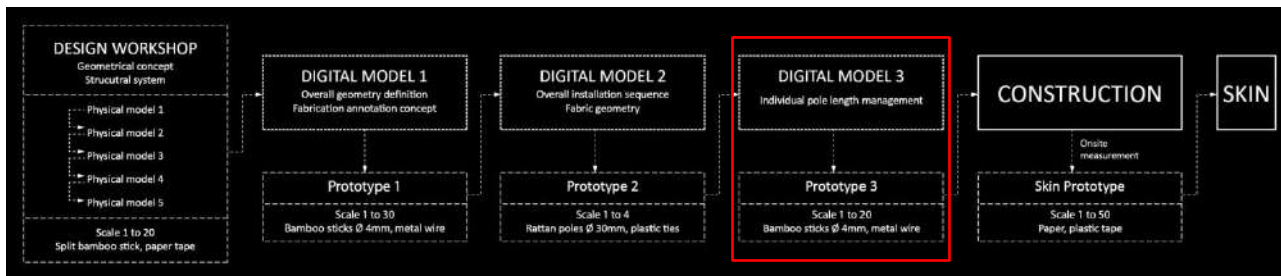 DESIGN WORKSHOP
Geometrical concept
Strucutral system
Physical model 1
Physical model 2
Physical model 3
Physical model 4
Physical model 5
Scale 1 to 20
Split bamboo stick, paper tape
DIGITAL MODEL 1
Overall geometry definition
Fabrication annotation concept
Prototype 1
Scale 1 to 30
Bamboo sticks Ø 4mm, metal wire
DIGITAL MODEL 2
Overall installation sequence
Fabric geometry
Prototype 2
Scale 1 to 4
Rattan poles Ø 30mm, plastic ties
DIGITAL MODEL 3
Individual pole length management
Prototype 3
Scale 1 to 20
Bamboo sticks Ø 4mm, metal wire
CONSTRUCTION
Onsite
measurement
Skin Prototype
Scale 1 to 50
Paper, plastic tape
SKIN